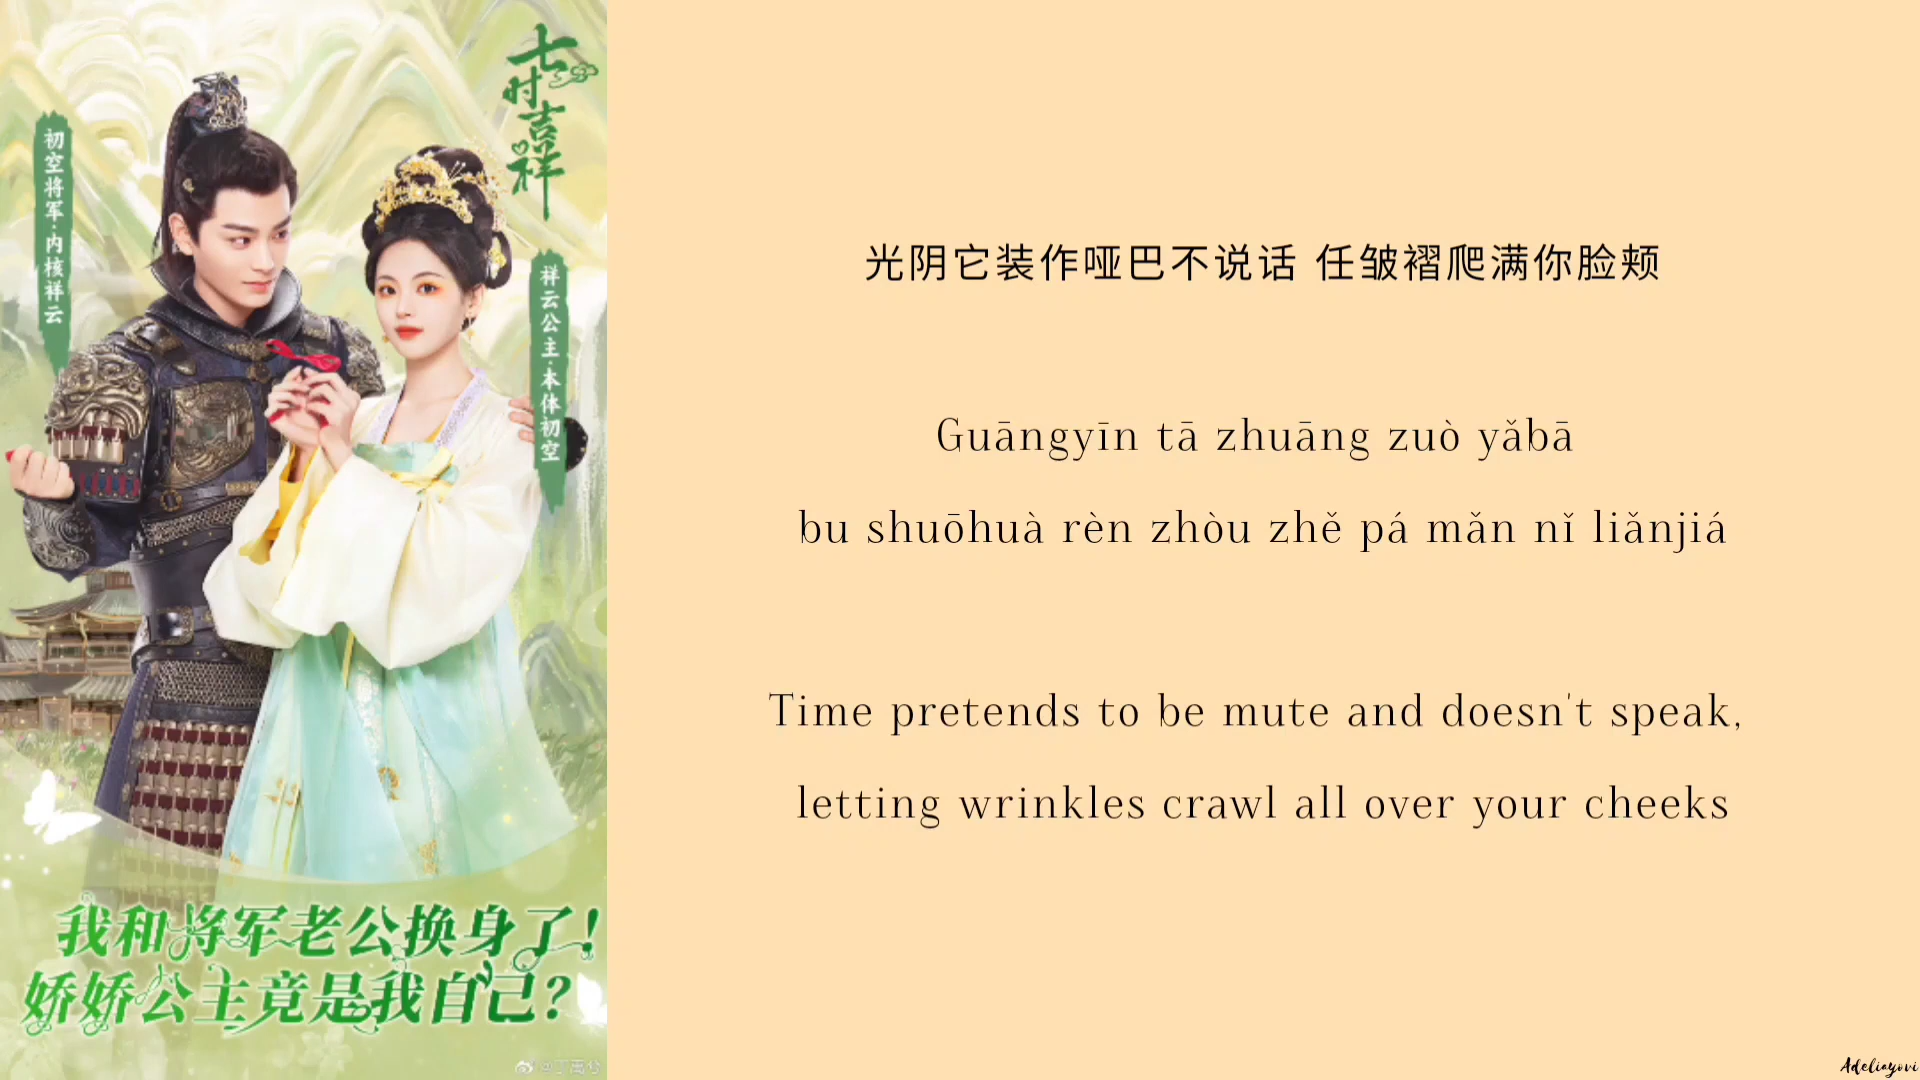 七时吉祥
初空将军·内核祥云
祥云公主·本体初空
我和将军老公换身了!
娇娇公主竟是我自己?
光阴它装作哑巴不说话 任皱褶爬满你脸颊
Guāngyīn tā zhuāng zuò yǎbā
bu shuōhuà rèn zhòu zhě pá mǎn nǐ liǎnjiá
Time pretends to be mute and doesn't speak,
letting wrinkles crawl all over your cheeks
Adeliayovi